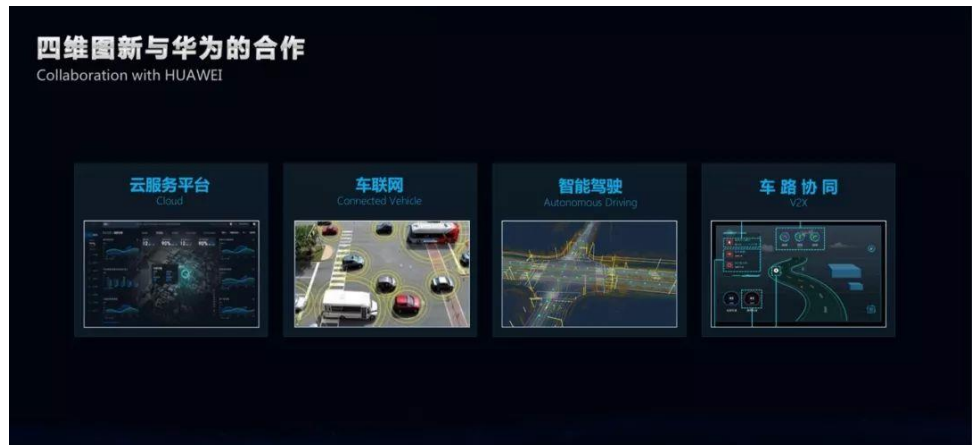 四维图新与华为的合作
Collaboration with HUAWEI
云服务平台
Cloud
车联网
Connected Vehicle
智能驾驶
Autonomous Driving
车路协同
V2X